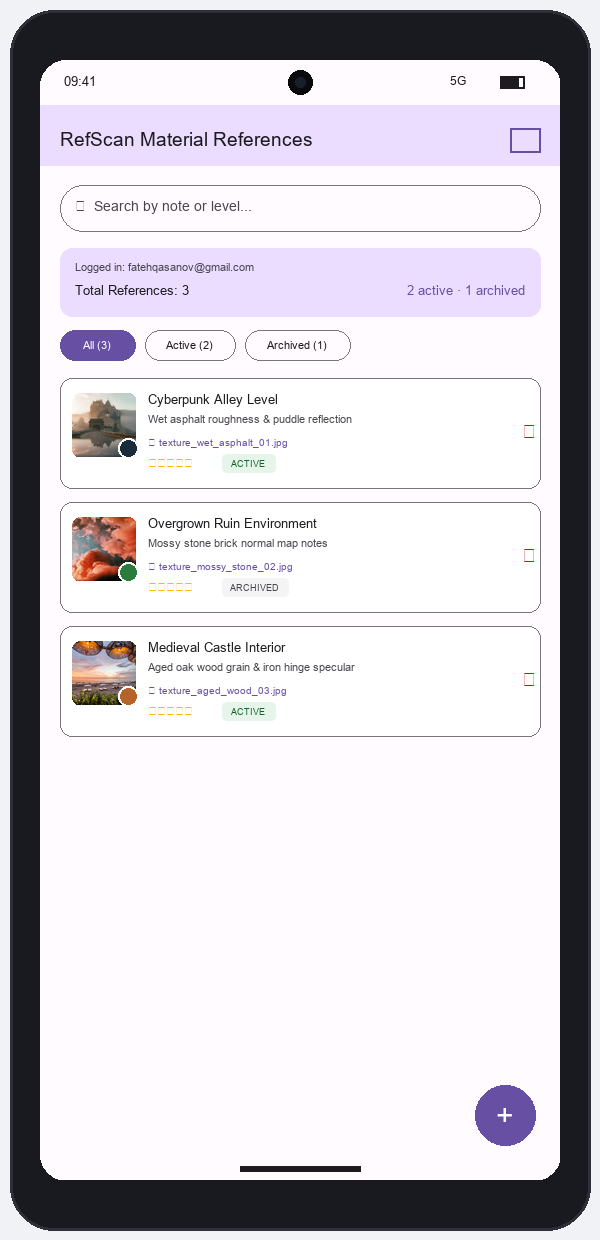 09:41 5G
RefScan Material References
Search by note or level...
Logged in: fatehqasanov@gmail.com
Total References: 3 2 active · 1 archived
All (3) Active (2) Archived (1)
Cyberpunk Alley Level
Wet asphalt roughness & puddle reflection
texture_wet_asphalt_01.jpg
ACTIVE
Overgrown Ruin Environment
Mossy stone brick normal map notes
texture_mossy_stone_02.jpg
ARCHIVED
Medieval Castle Interior
Aged oak wood grain & iron hinge specular
texture_aged_wood_03.jpg
ACTIVE
+